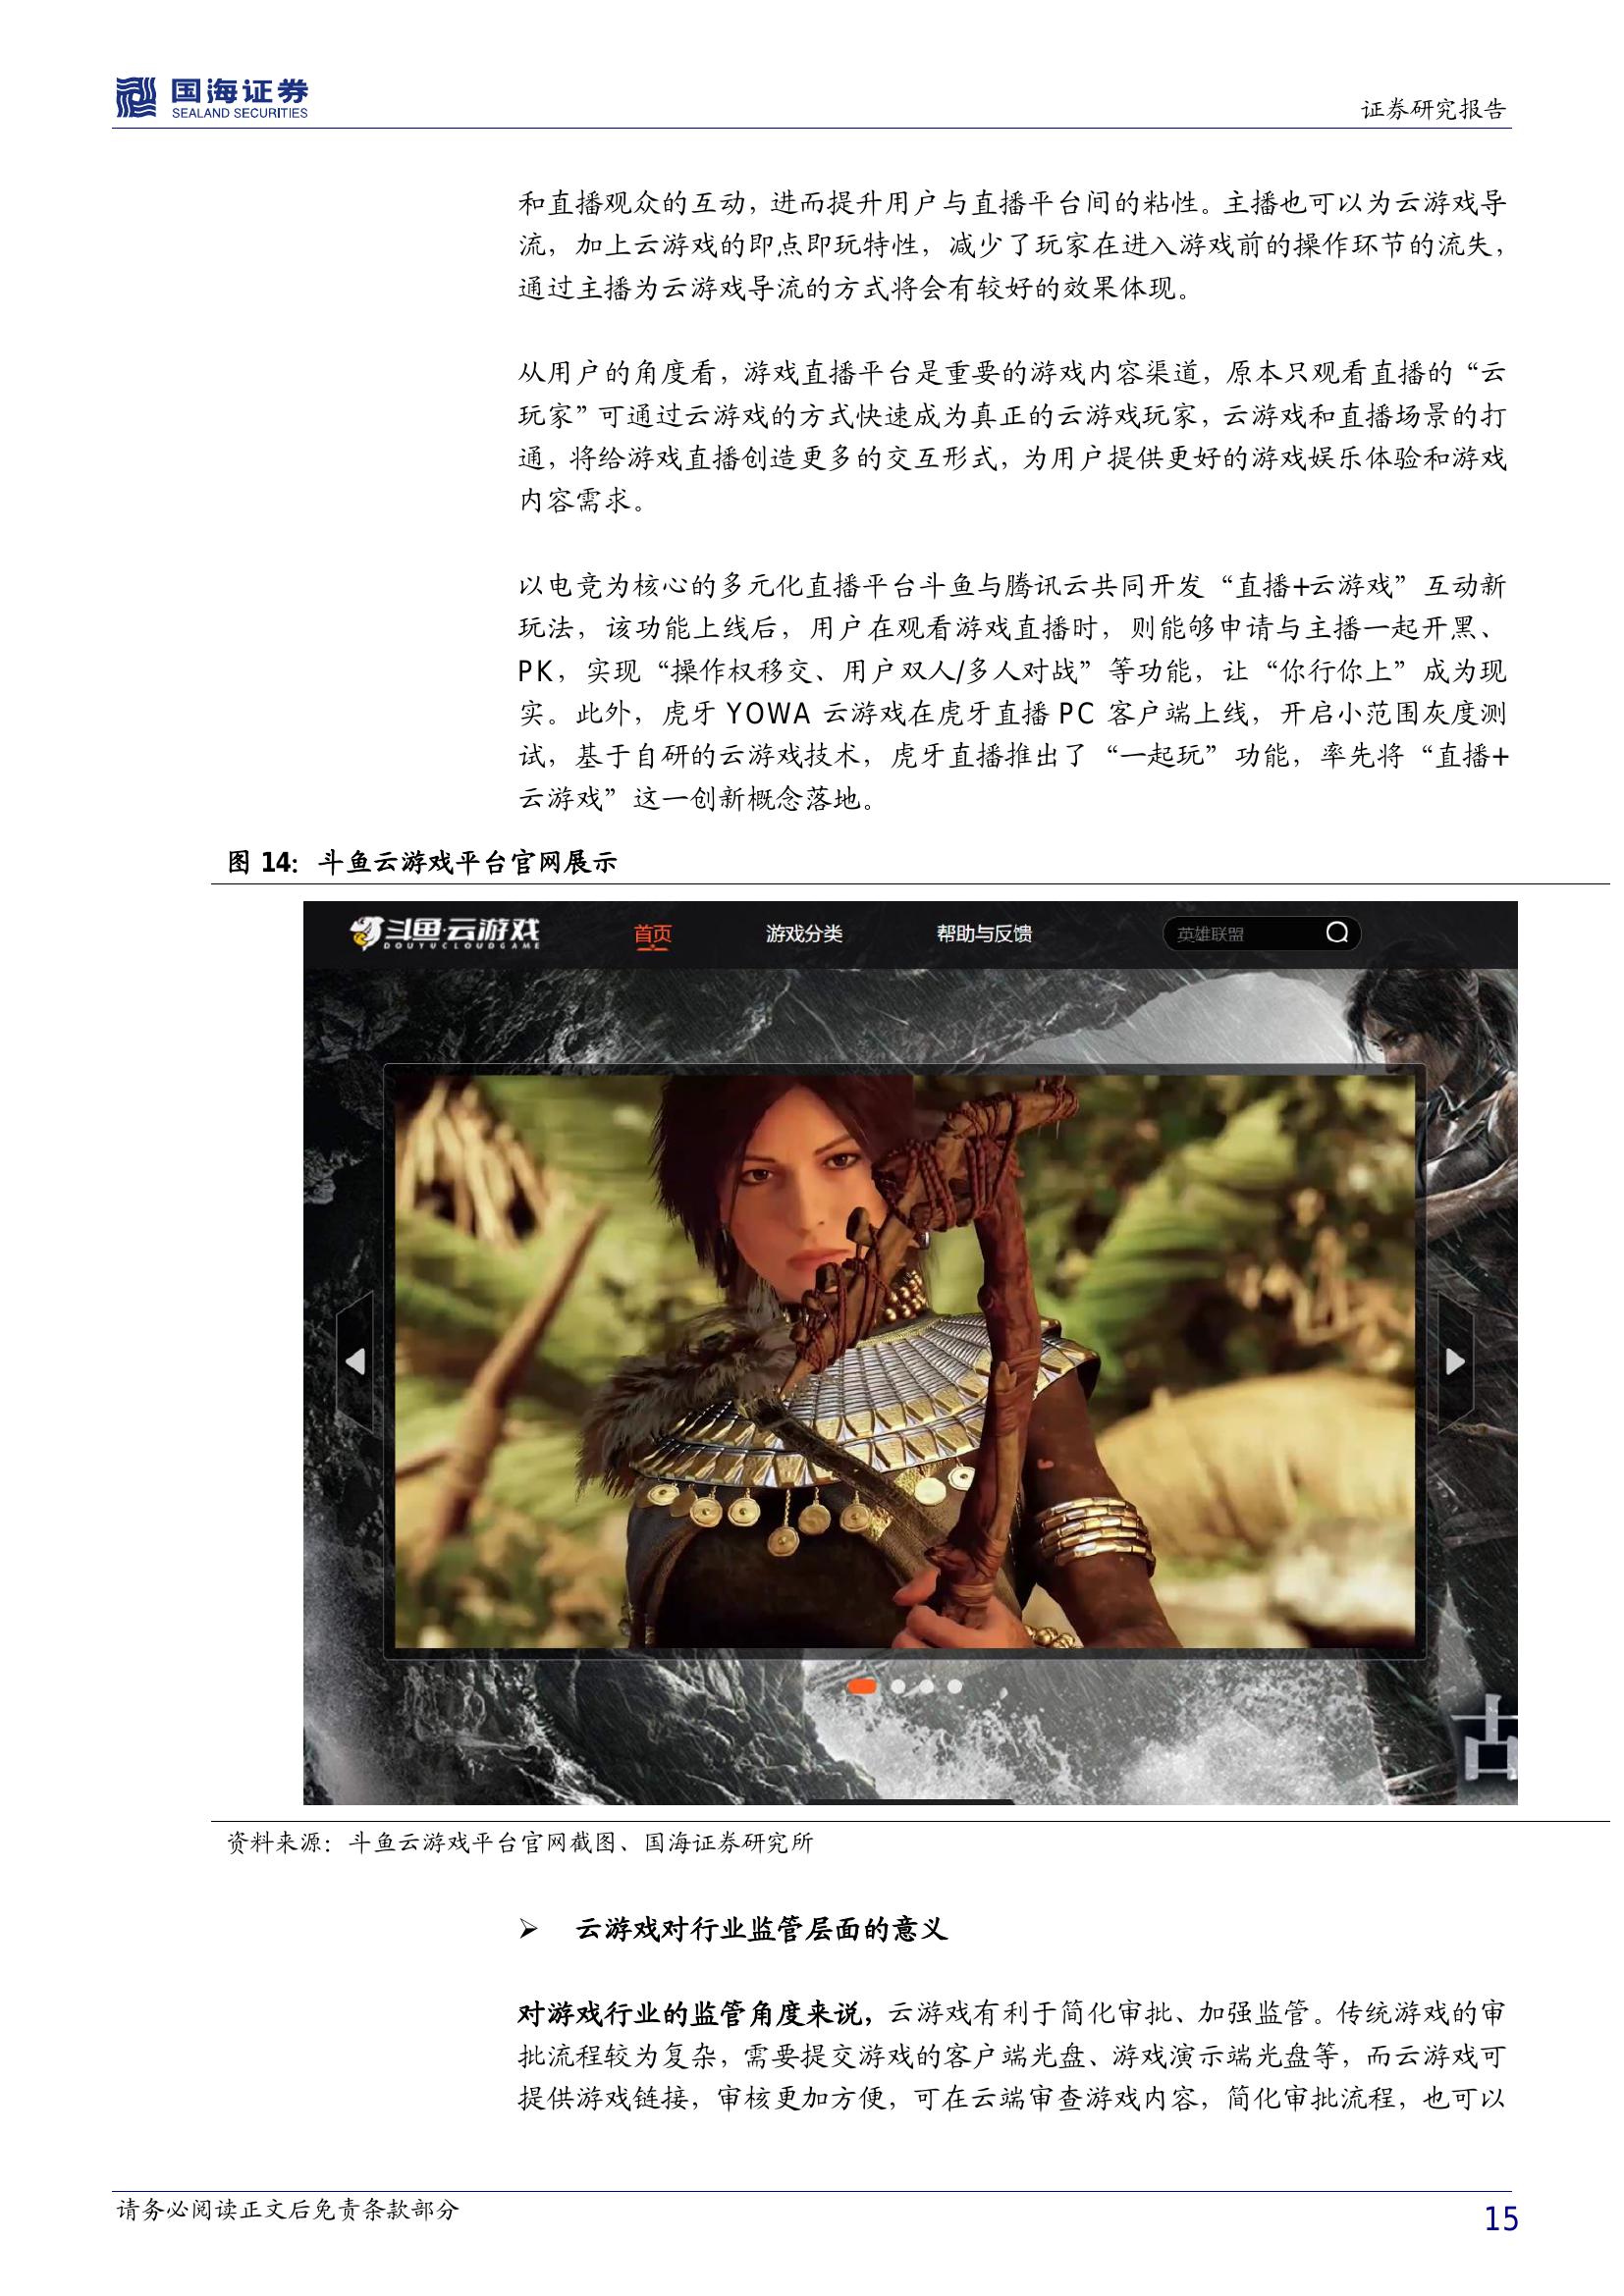 国海证券
SEALAND SECURITIES
证券研究报告
和直播观众的互动，进而提升用户与直播平台间的粘性。主播也可以为云游戏导
流，加上云游戏的即点即玩特性，减少了玩家在进入游戏前的操作环节的流失，
通过主播为云游戏导流的方式将会有较好的效果体现。
从用户的角度看，游戏直播平台是重要的游戏内容渠道，原本只观看直播的“云
玩家”可通过云游戏的方式快速成为真正的云游戏玩家，云游戏和直播场景的打
通，将给游戏直播创造更多的交互形式，为用户提供更好的游戏娱乐体验和游戏
内容需求。
以电竞为核心的多元化直播平台斗鱼与腾讯云共同开发“直播+云游戏”互动新
玩法，该功能上线后，用户在观看游戏直播时，则能够申请与主播一起开黑、
PK，实现“操作权移交、用户双人/多人对战”等功能，让“你行你上”成为现
实。此外，虎牙 YOWA 云游戏在虎牙直播 PC 客户端上线，开启小范围灰度测
试，基于自研的云游戏技术，虎牙直播推出了“一起玩”功能，率先将“直播+
云游戏”这一创新概念落地。
图 14：斗鱼云游戏平台官网展示
斗鱼·云游戏
DOUYUCLOUDGAME
首页
游戏分类
帮助与反馈
英雄联盟
古
资料来源：斗鱼云游戏平台官网截图、国海证券研究所
➢ 云游戏对行业监管层面的意义
对游戏行业的监管角度来说，云游戏有利于简化审批、加强监管。传统游戏的审
批流程较为复杂，需要提交游戏的客户端光盘、游戏演示端光盘等，而云游戏可
提供游戏链接，审核更加方便，可在云端审查游戏内容，简化审批流程，也可以
请务必阅读正文后免责条款部分
15